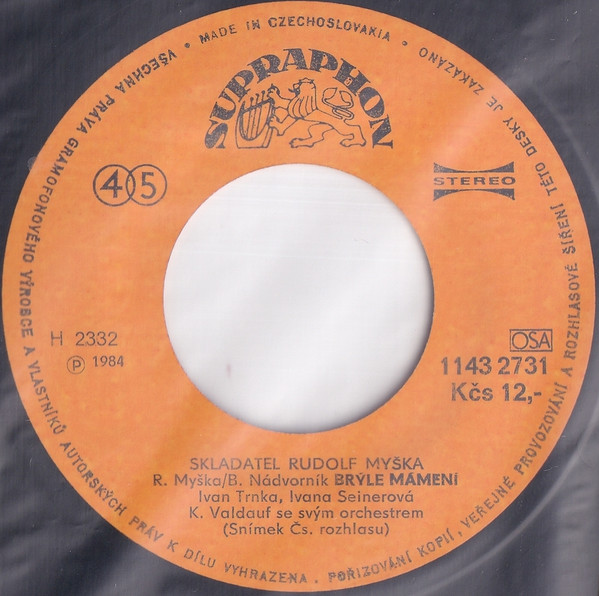 VŠECHNA PRÁVA GRAMOFONOVÉHO VÝROBCE A VLASTNÍKŮ AUTORSKÝCH PRÁV K DÍLU VYHRAZENA. POŘIZOVÁNÍ KOPIÍ, VEŘEJNÉ PROVOZOVÁNÍ A ROZHLASOVÉ ŠÍŘENÍ TÉTO DESKY JE ZAKÁZÁNO • MADE IN CZECHOSLOVAKIA •
SUPRAPHON
45
STEREO
H 2332
Ⓟ 1984
OSA
1143 2731
Kčs 12,-
SKLADATEL RUDOLF MYŠKA
R. Myška/B. Nádvorník BRÝLE MÁMENÍ
Ivan Trnka, Ivana Seinerová
K. Valdauf se svým orchestrem
(Snímek Čs. rozhlasu)